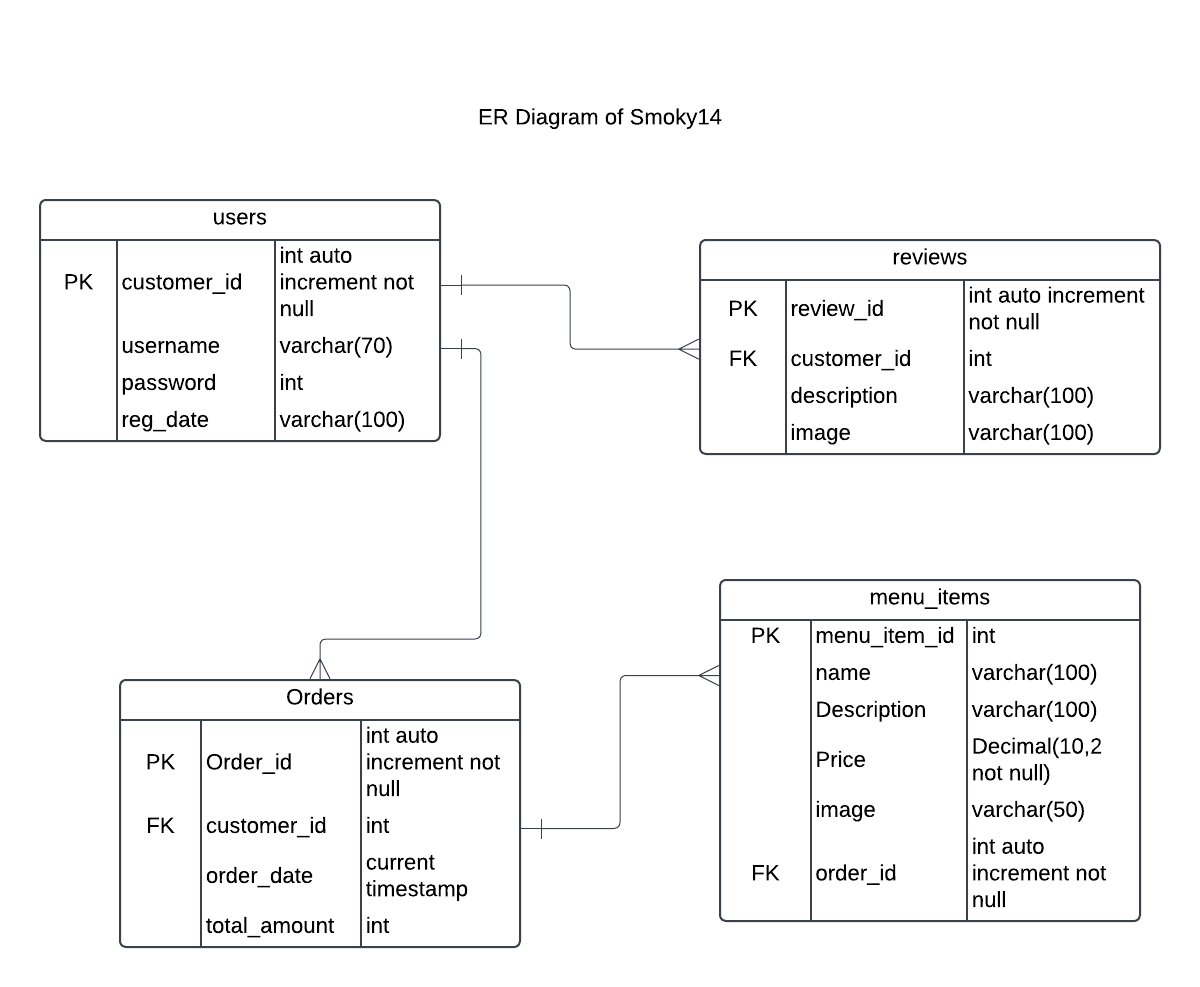 ER Diagram of Smoky14
users
PK customer_id int auto
increment not
null
username varchar(70)
password int
reg_date varchar(100)
reviews
PK review_id int auto increment
not null
FK customer_id int
description varchar(100)
image varchar(100)
Orders
PK Order_id int auto
increment not
null
FK customer_id int
order_date current
timestamp
total_amount int
menu_items
PK menu_item_id int
name varchar(100)
Description varchar(100)
Price Decimal(10,2
not null)
image varchar(50)
FK order_id int auto
increment not
null